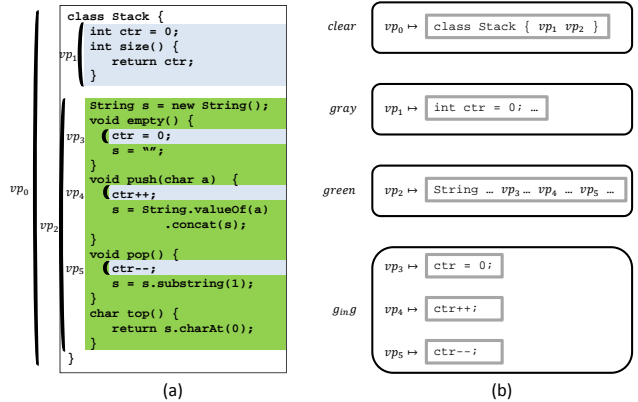 class Stack {
int ctr = 0;
int size() {
return ctr;
}
String s = new String();
void empty() {
ctr = 0;
s = “”;
}
void push(char a) {
ctr++;
s = String.valueOf(a)
.concat(s);
}
void pop() {
ctr--;
s = s.substring(1);
}
char top() {
return s.charAt(0);
}
}
vp0
vp1
vp2
vp3
vp4
vp5
(a)
clear vp0 ↦ class Stack { vp1 vp2 }
gray vp1 ↦ int ctr = 0; …
green vp2 ↦ String … vp3 … vp4 … vp5 …
g_in g
vp3 ↦ ctr = 0;
vp4 ↦ ctr++;
vp5 ↦ ctr--;
(b)